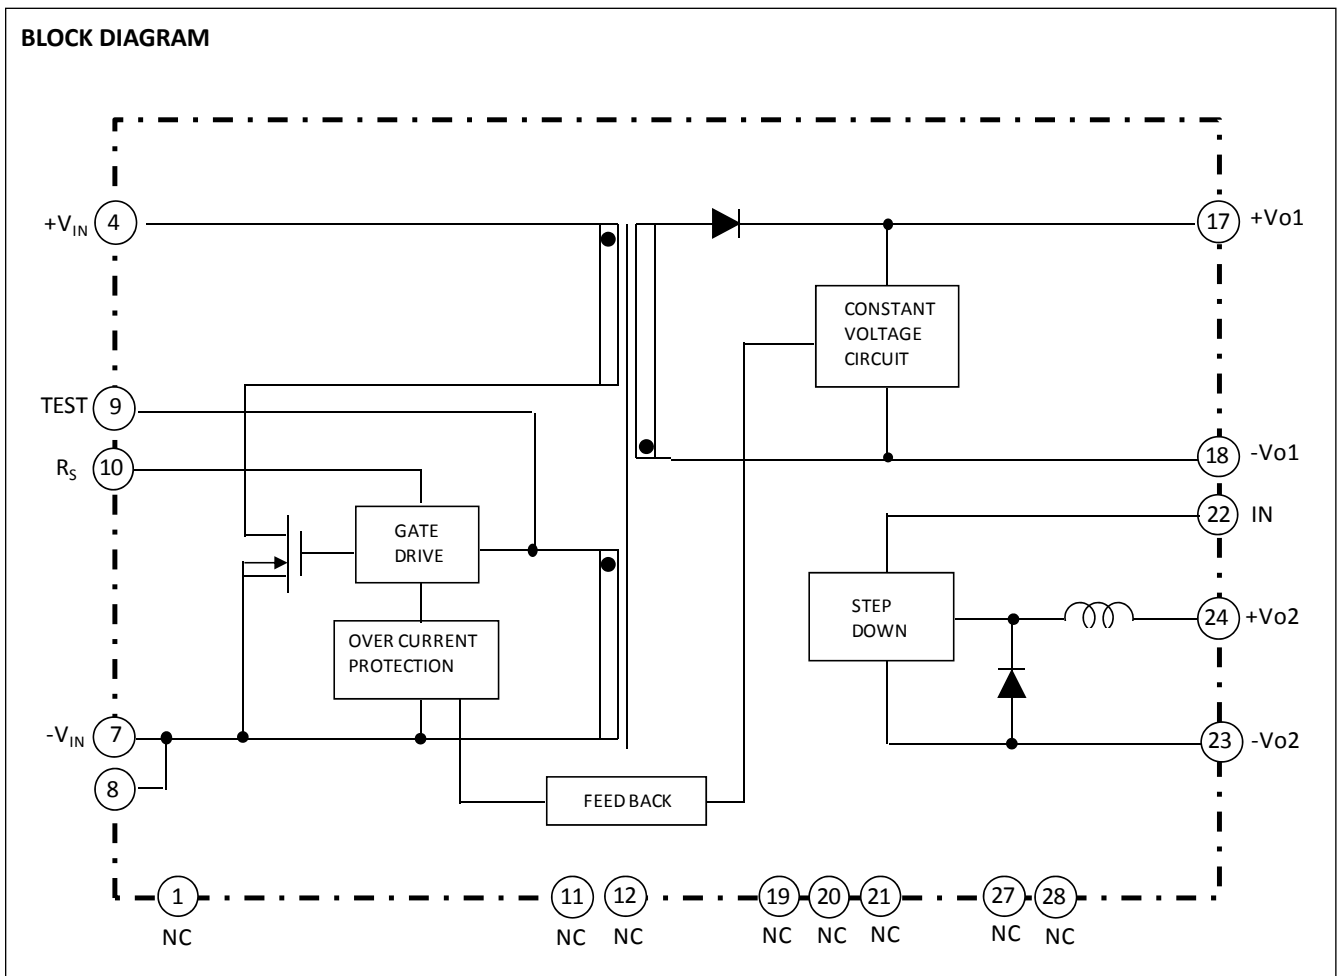 BLOCK DIAGRAM
+VIN 4
17 +Vo1
CONSTANT
VOLTAGE
CIRCUIT
TEST 9
RS 10
18 -Vo1
22 IN
GATE
DRIVE
STEP
DOWN
24 +Vo2
OVER CURRENT
PROTECTION
-VIN 7
23 -Vo2
8
FEED BACK
1 11 12 19 20 21 27 28
NC NC NC NC NC NC NC NC